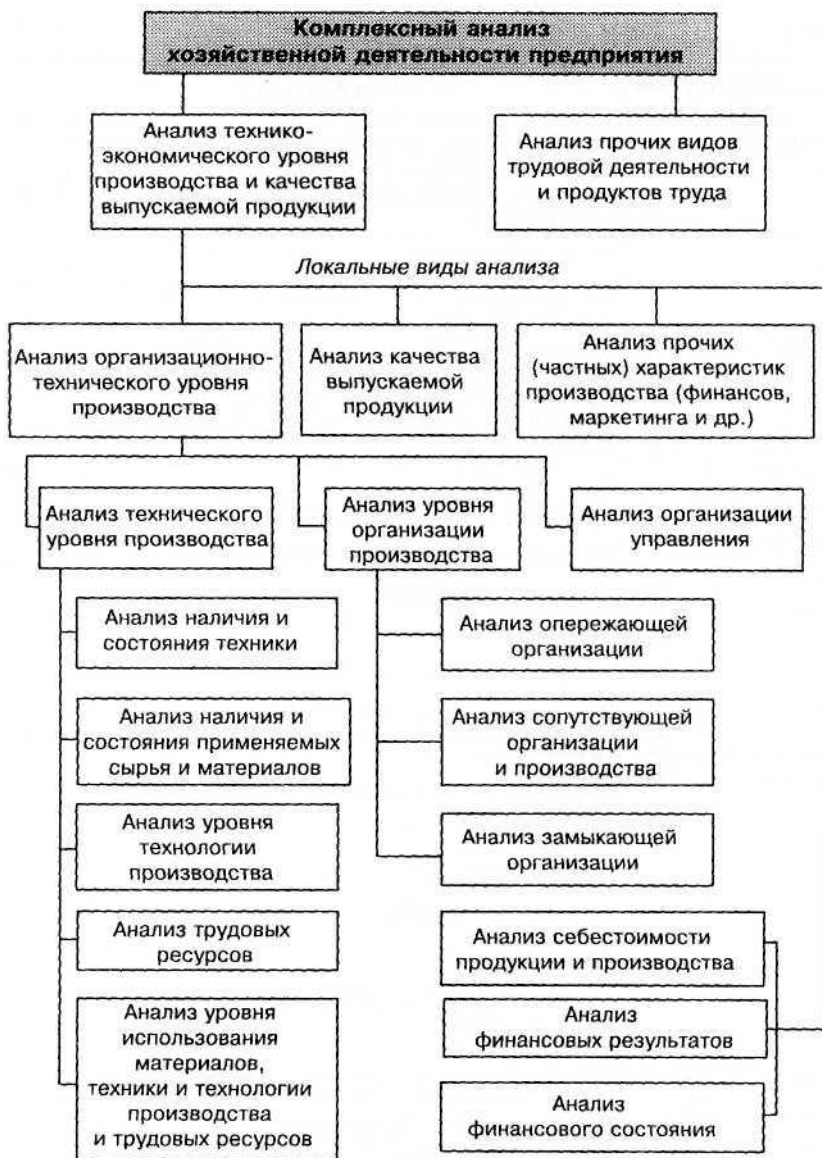 Комплексный анализ
хозяйственной деятельности предприятия
Анализ технико-
экономического уровня
производства и качества
выпускаемой продукции
Анализ прочих видов
трудовой деятельности
и продуктов труда
Локальные виды анализа
Анализ организационно-
технического уровня
производства
Анализ качества
выпускаемой
продукции
Анализ прочих
(частных) характеристик
производства (финансов,
маркетинга и др.)
Анализ технического
уровня производства
Анализ уровня
организации
производства
Анализ организации
управления
Анализ наличия и
состояния техники
Анализ наличия и
состояния применяемых
сырья и материалов
Анализ уровня
технологии
производства
Анализ трудовых
ресурсов
Анализ уровня
использования
материалов,
техники и технологии
производства
и трудовых ресурсов
Анализ опережающей
организации
Анализ сопутствующей
организации
и производства
Анализ замыкающей
организации
Анализ себестоимости
продукции и производства
Анализ
финансовых результатов
Анализ
финансового состояния